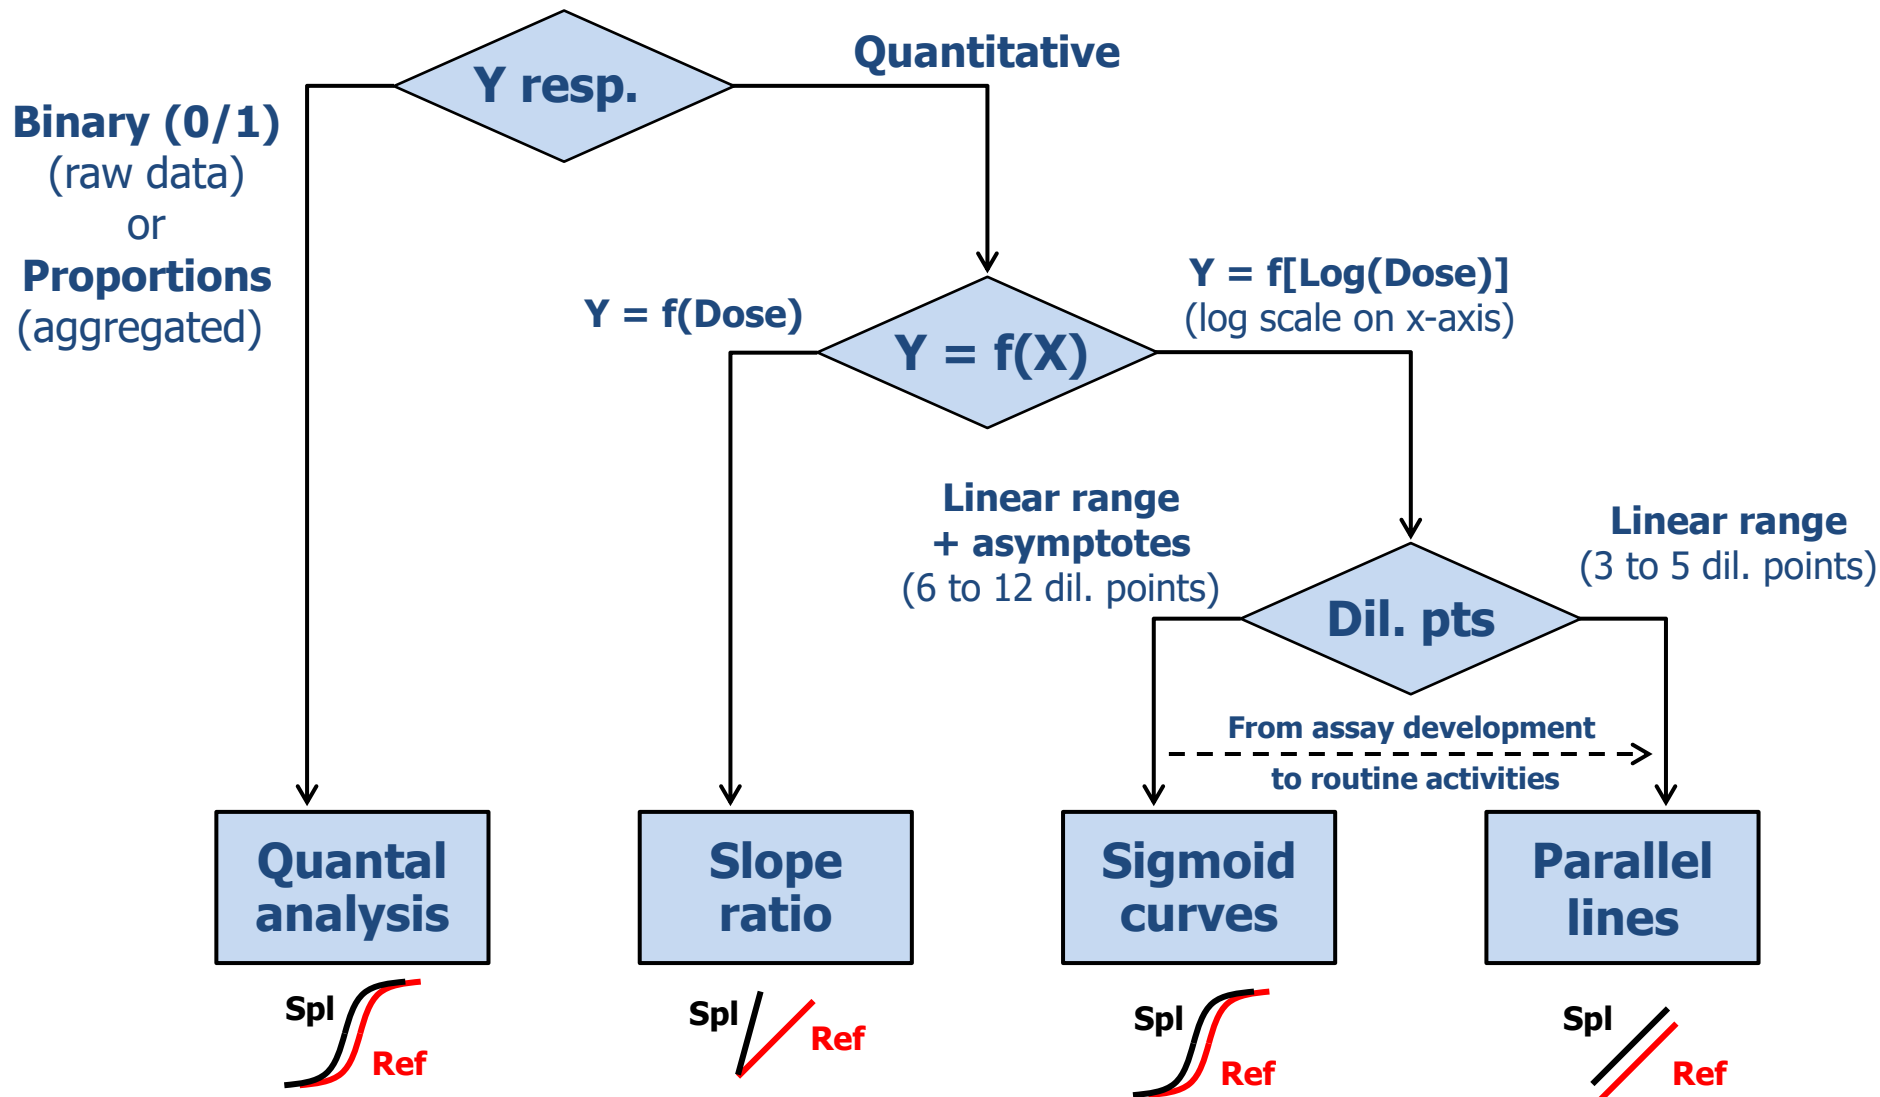 Y resp.
Quantitative
Binary (0/1)
(raw data)
or
Proportions
(aggregated)
Y = f(Dose)
Y = f[Log(Dose)]
(log scale on x-axis)
Y = f(X)
Linear range
+ asymptotes
(6 to 12 dil. points)
Linear range
(3 to 5 dil. points)
Dil. pts
From assay development
to routine activities
Quantal
analysis
Slope
ratio
Sigmoid
curves
Parallel
lines
Spl
Ref
Spl
Ref
Spl
Ref
Spl
Ref